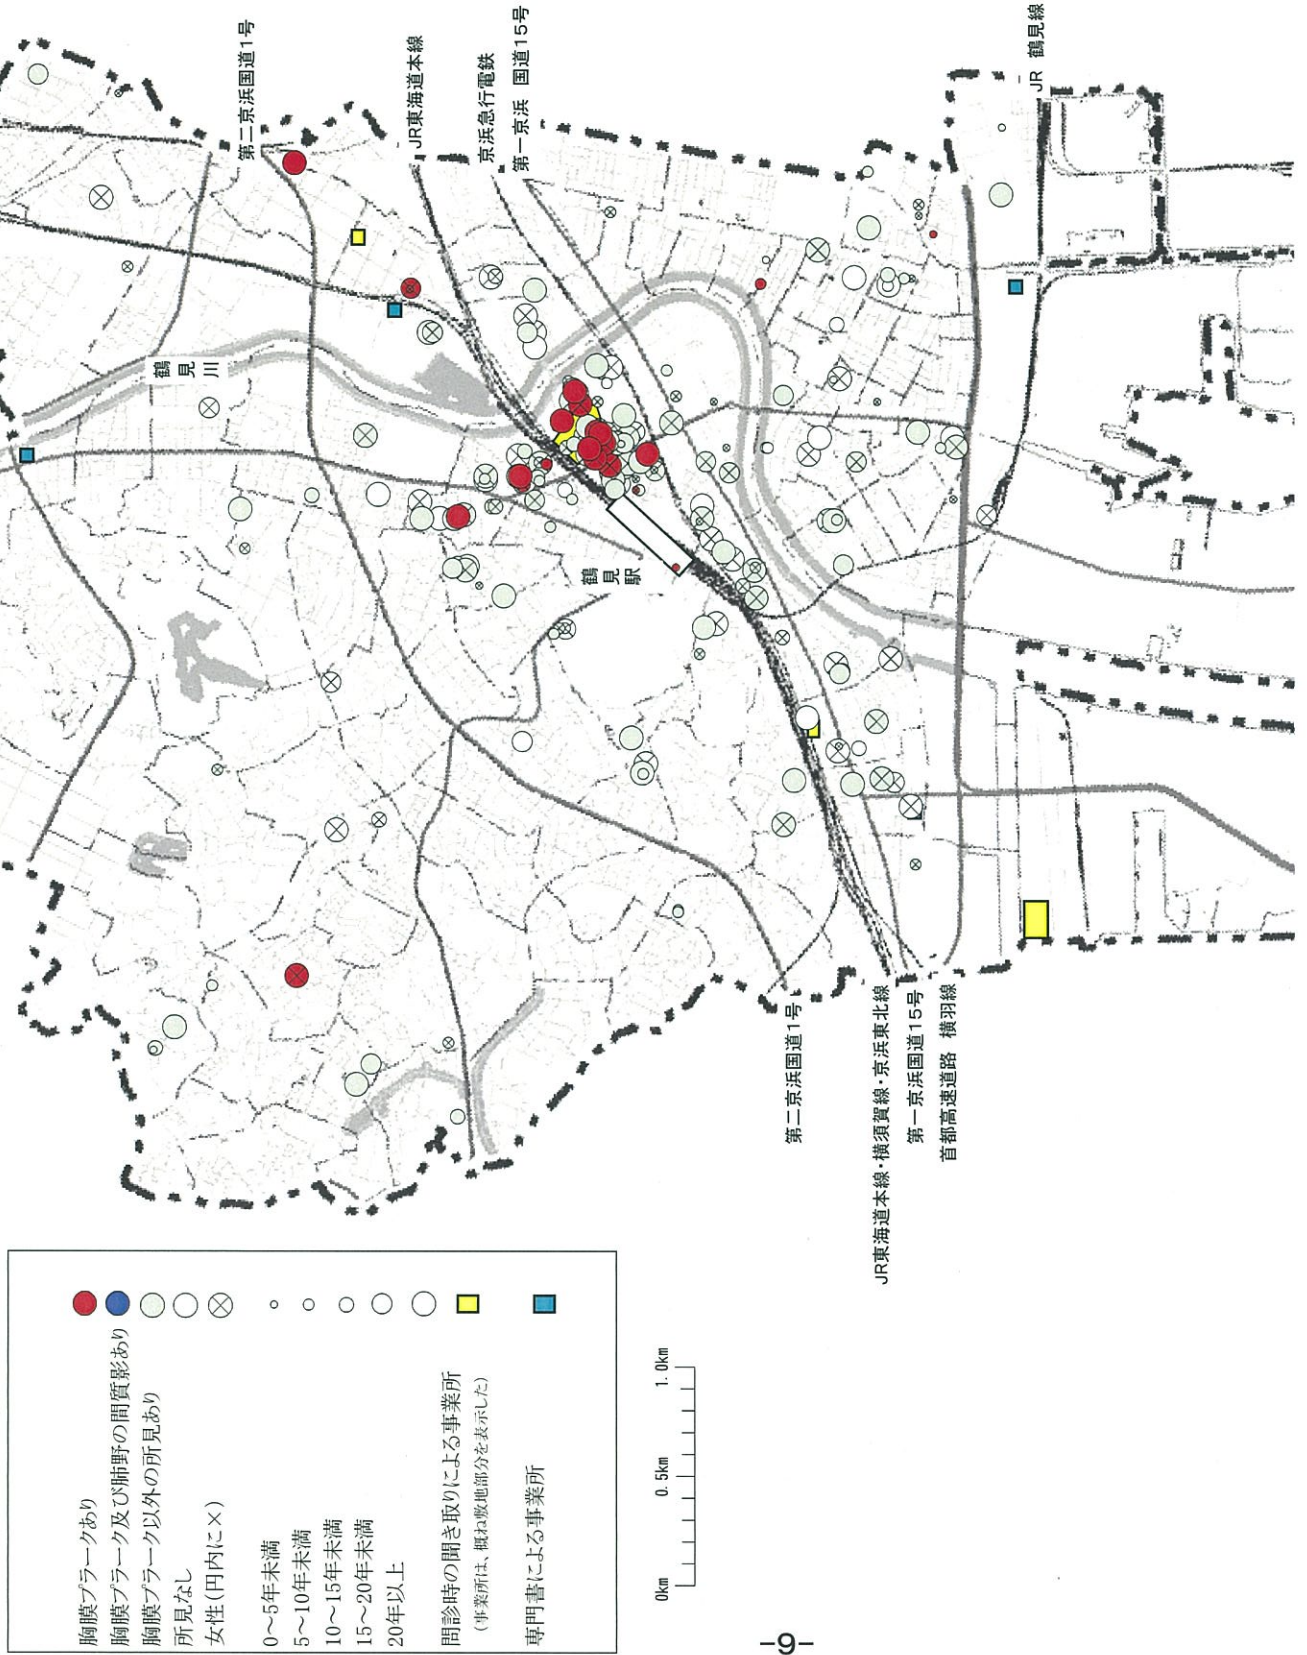 第二京浜国道1号
JR東海道本線
京浜急行電鉄
第一京浜 国道15号
JR 鶴見線
鶴見川
鶴見駅
第二京浜国道1号
JR東海道本線・横須賀線・京浜東北線
第一京浜国道15号
首都高速道路 横羽線
胸膜プラークあり
胸膜プラーク及び肺野の間質影あり
胸膜プラーク以外の所見あり
所見なし
女性(円内に×)
0～5年未満
5～10年未満
10～15年未満
15～20年未満
20年以上
問診時の聞き取りによる事業所
(事業所は、概ね敷地部分を表示した)
専門書による事業所
0km 0.5km 1.0km
-9-